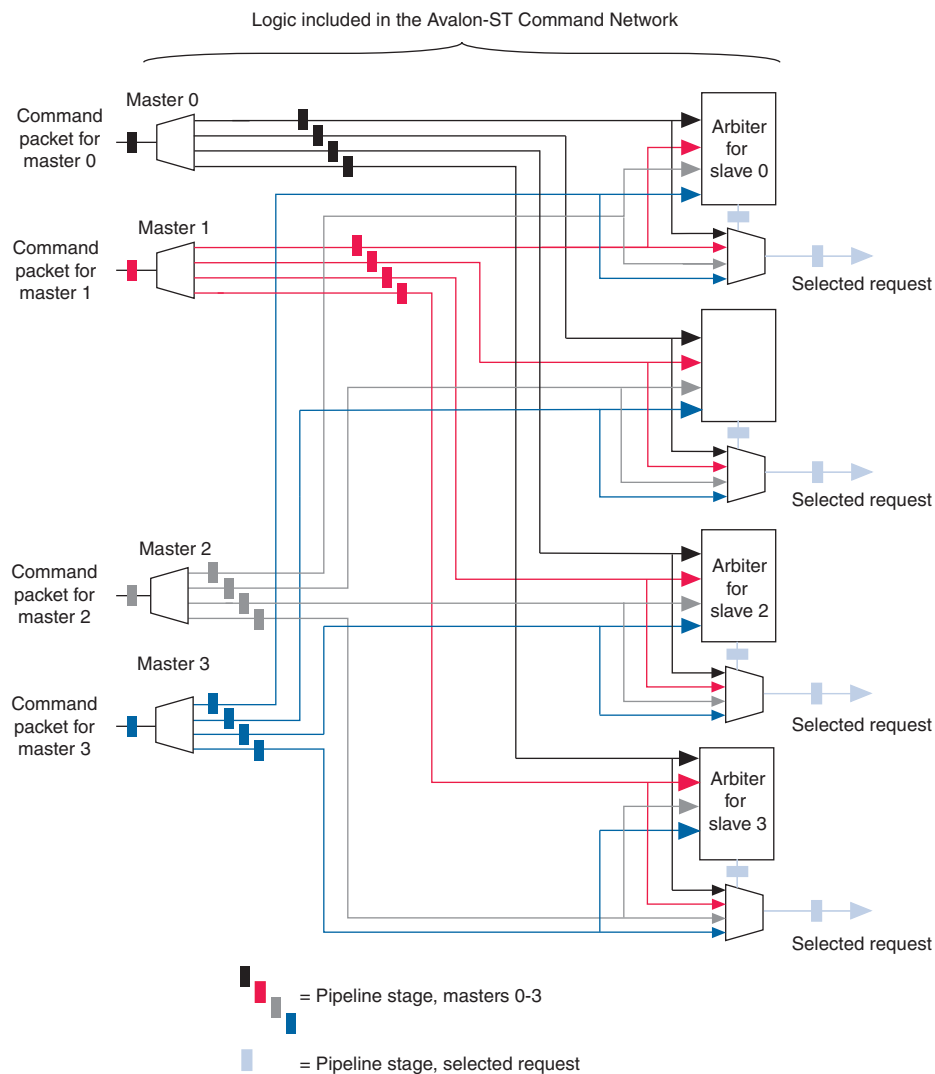 Logic included in the Avalon-ST Command Network
Master 0
Command
packet for
master 0
Arbiter
for
slave 0
Master 1
Command
packet for
master 1
Selected request
Selected request
Master 2
Command
packet for
master 2
Arbiter
for
slave 2
Master 3
Command
packet for
master 3
Selected request
Arbiter
for
slave 3
Selected request
= Pipeline stage, masters 0-3
= Pipeline stage, selected request